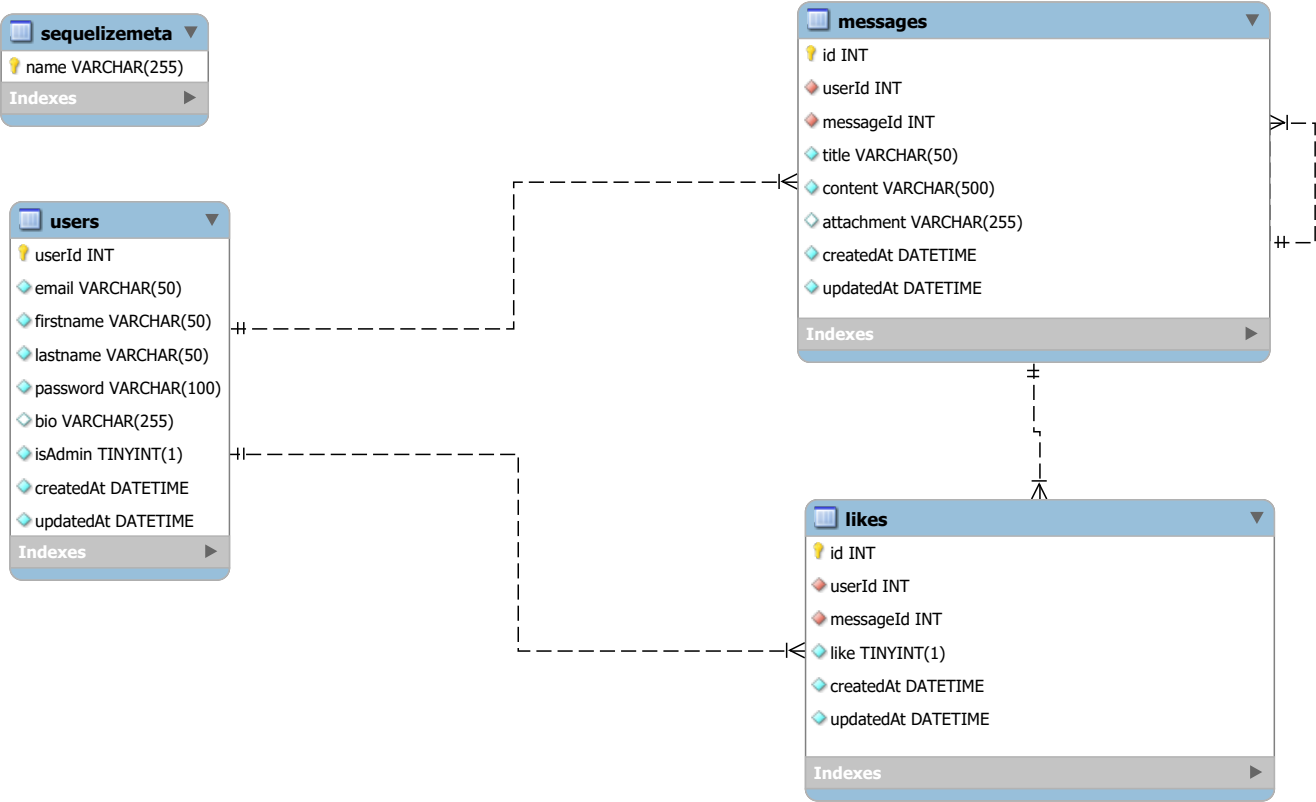 sequelizemeta
name VARCHAR(255)
Indexes
users
userId INT
email VARCHAR(50)
firstname VARCHAR(50)
lastname VARCHAR(50)
password VARCHAR(100)
bio VARCHAR(255)
isAdmin TINYINT(1)
createdAt DATETIME
updatedAt DATETIME
Indexes
messages
id INT
userId INT
messageId INT
title VARCHAR(50)
content VARCHAR(500)
attachment VARCHAR(255)
createdAt DATETIME
updatedAt DATETIME
Indexes
likes
id INT
userId INT
messageId INT
like TINYINT(1)
createdAt DATETIME
updatedAt DATETIME
Indexes